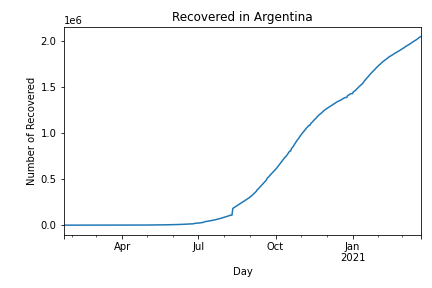 Recovered in Argentina
1e6
2.0
1.5
1.0
0.5
0.0
Number of Recovered
Apr
Jul
Oct
Jan
2021
Day